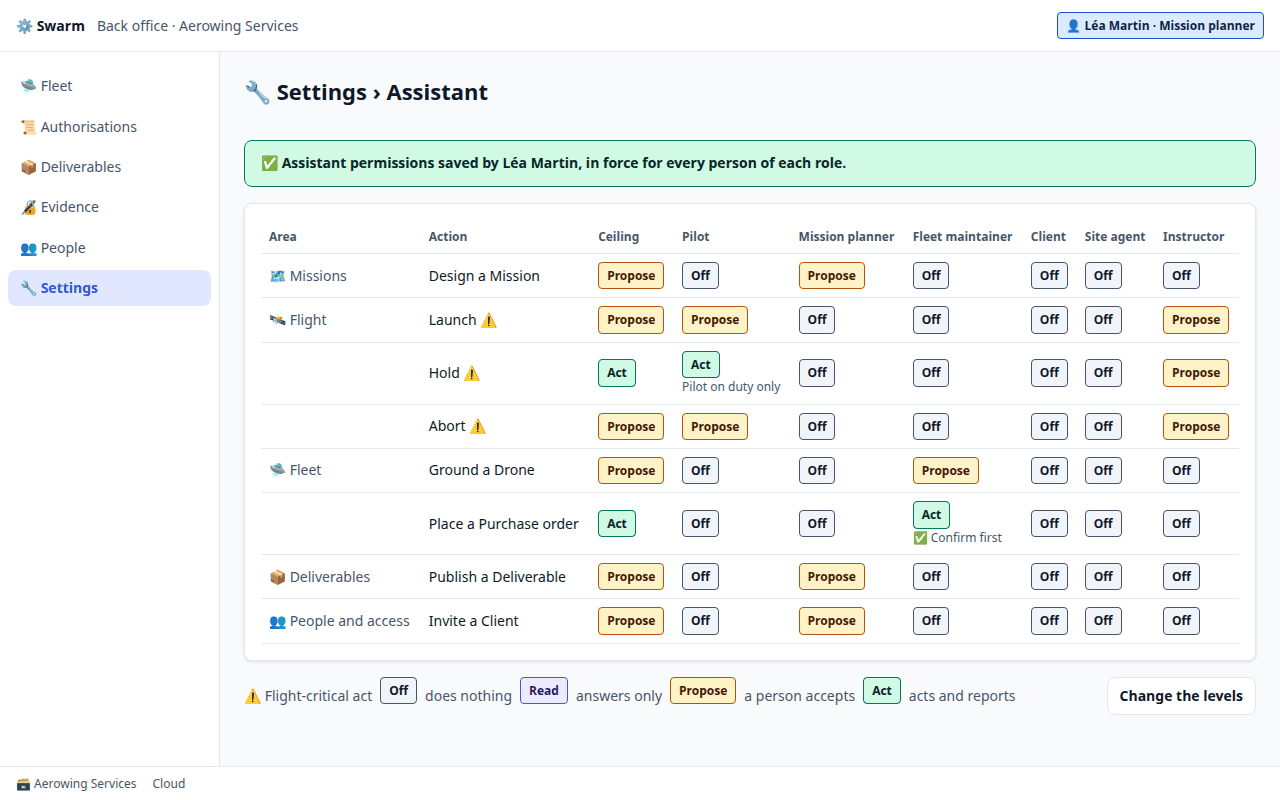 ⚙️ Swarm Back office · Aerowing Services
👤 Léa Martin · Mission planner
🛸 Fleet
📜 Authorisations
📦 Deliverables
🔏 Evidence
👥 People
🔧 Settings
🔧 Settings › Assistant
✅ Assistant permissions saved by Léa Martin, in force for every person of each role.
Area Action Ceiling Pilot Mission planner Fleet maintainer Client Site agent Instructor
🗺️ Missions Design a Mission Propose Off Propose Off Off Off Off
🛰️ Flight Launch ⚠️ Propose Propose Off Off Off Off Propose
Hold ⚠️ Act Act Off Off Off Off Propose
Pilot on duty only
Abort ⚠️ Propose Propose Off Off Off Off Propose
🛸 Fleet Ground a Drone Propose Off Off Propose Off Off Off
Place a Purchase order Act Off Off Act Off Off Off
✅ Confirm first
📦 Deliverables Publish a Deliverable Propose Off Propose Off Off Off Off
👥 People and access Invite a Client Propose Off Propose Off Off Off Off
⚠️ Flight-critical act Off does nothing Read answers only Propose a person accepts Act acts and reports
Change the levels
🗃️ Aerowing Services Cloud